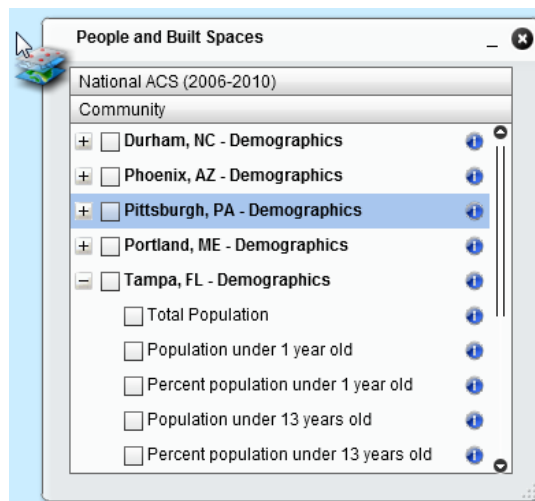 People and Built Spaces
National ACS (2006-2010)
Community
Durham, NC - Demographics
Phoenix, AZ - Demographics
Pittsburgh, PA - Demographics
Portland, ME - Demographics
Tampa, FL - Demographics
Total Population
Population under 1 year old
Percent population under 1 year old
Population under 13 years old
Percent population under 13 years old